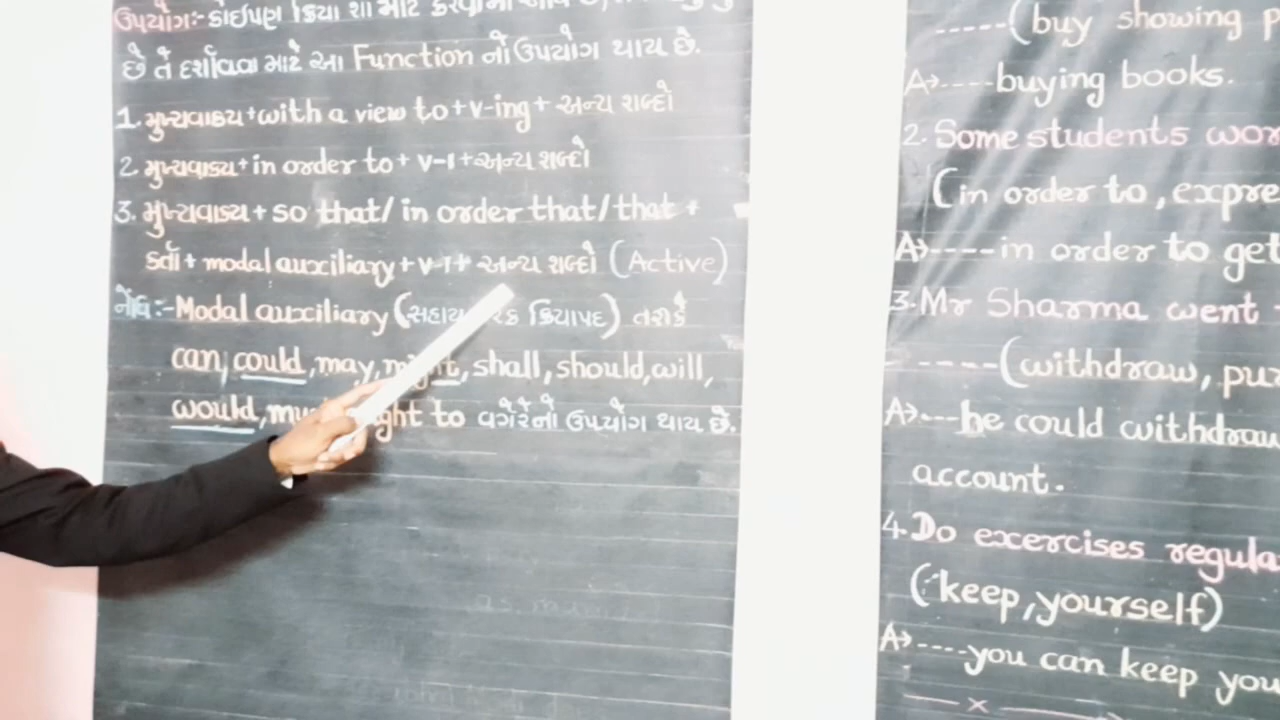 ઉપયોગ:- કોઈપણ ક્રિયા શા માટે કરવામાં આવે છે,
છે તે દર્શાવવા માટે આ Function નો ઉપયોગ થાય છે.
1. મુખ્યવાક્ય + with a view to + v-ing + અન્ય શબ્દો
2. મુખ્યવાક્ય + in order to + v-1 + અન્ય શબ્દો
3. મુખ્યવાક્ય + so that / in order that / that +
કર્તા + modal auxiliary + v-1 + અન્ય શબ્દો (Active)
નોંધ:- Modal auxiliary ( ક્રિયાપદ) તરીકે
can, could, may, might, shall, should, will,
would, ought to વગેરેનો ઉપયોગ થાય છે.
-----(buy showing
A→----buying books.
2. Some students
(in order to,
A→----in order to get
3. Mr Sharma went
-----(withdraw,
A→---he could withdraw
account.
4. Do exercises
(keep, yourself)
A→----you can keep
—x—